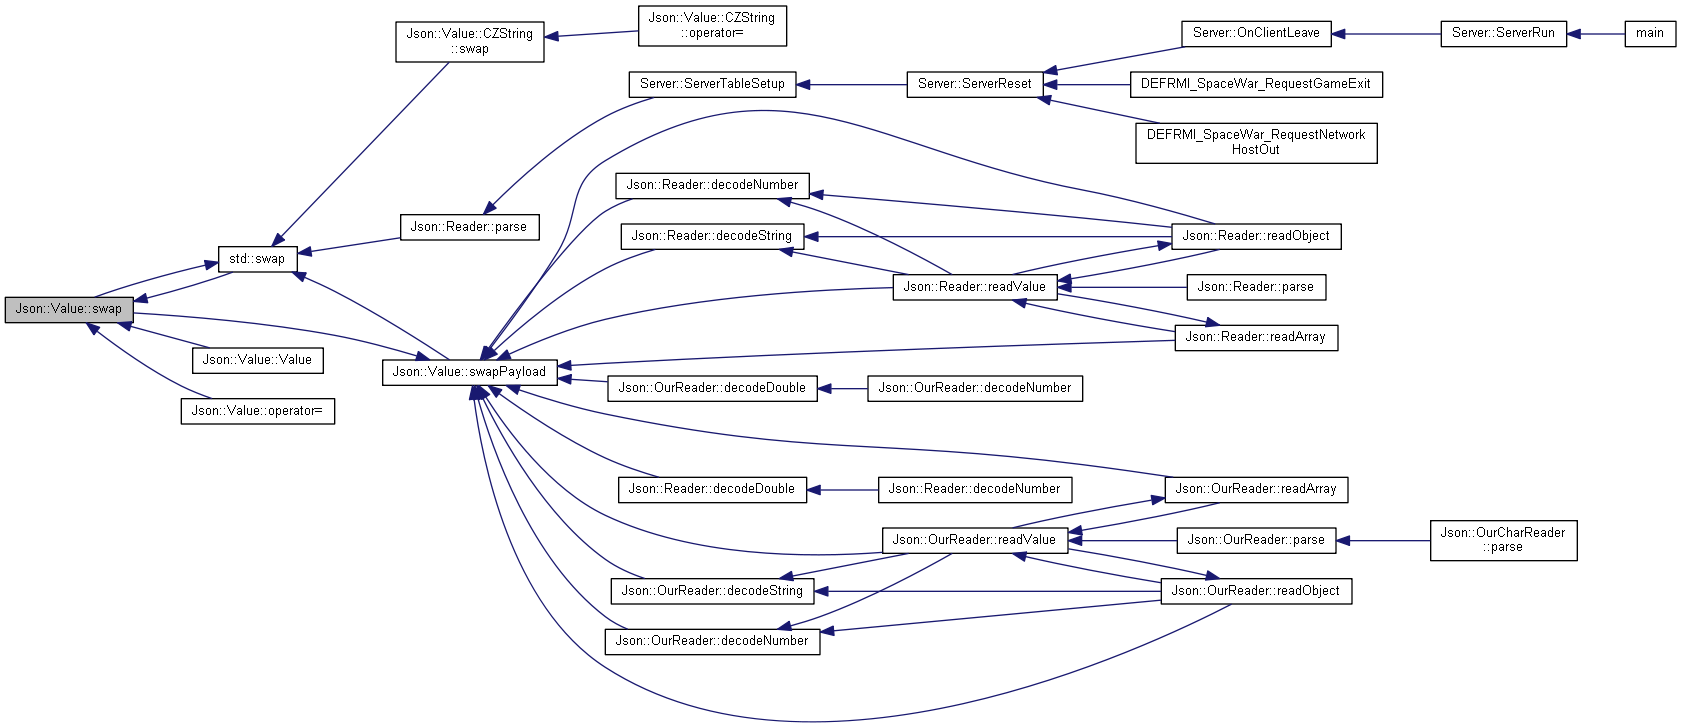 Json::Value::CZString
::operator=
Json::Value::CZString
::swap
Server::OnClientLeave
Server::ServerRun
main
Server::ServerTableSetup
Server::ServerReset
DEFRMI_SpaceWar_RequestGameExit
DEFRMI_SpaceWar_RequestNetwork
HostOut
Json::Reader::decodeNumber
Json::Reader::parse
Json::Reader::decodeString
Json::Reader::readObject
std::swap
Json::Reader::readValue
Json::Reader::parse
Json::Value::swap
Json::Reader::readArray
Json::Value::Value
Json::Value::swapPayload
Json::OurReader::decodeDouble
Json::OurReader::decodeNumber
Json::Value::operator=
Json::Reader::decodeDouble
Json::Reader::decodeNumber
Json::OurReader::readArray
Json::OurReader::readValue
Json::OurReader::parse
Json::OurCharReader
::parse
Json::OurReader::decodeString
Json::OurReader::readObject
Json::OurReader::decodeNumber